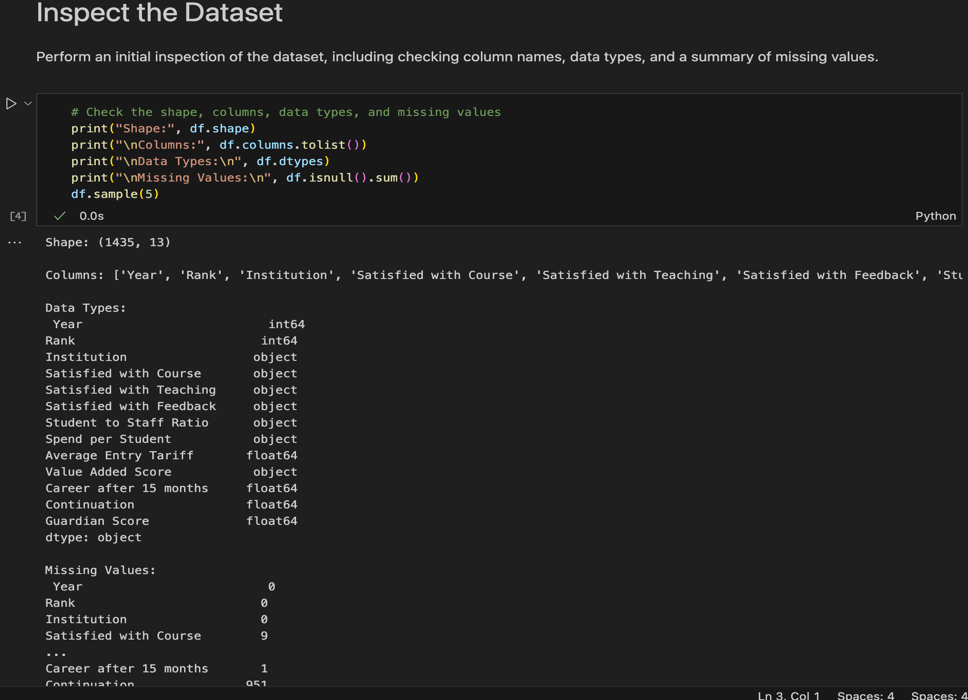 Inspect the Dataset
Perform an initial inspection of the dataset, including checking column names, data types, and a summary of missing values.
# Check the shape, columns, data types, and missing values
print("Shape:", df.shape)
print("\nColumns:", df.columns.tolist())
print("\nData Types:\n", df.dtypes)
print("\nMissing Values:\n", df.isnull().sum())
df.sample(5)
[4] 0.0s Python
... Shape: (1435, 13)
Columns: ['Year', 'Rank', 'Institution', 'Satisfied with Course', 'Satisfied with Teaching', 'Satisfied with Feedback', 'Stu
Data Types:
Year int64
Rank int64
Institution object
Satisfied with Course object
Satisfied with Teaching object
Satisfied with Feedback object
Student to Staff Ratio object
Spend per Student object
Average Entry Tariff float64
Value Added Score object
Career after 15 months float64
Continuation float64
Guardian Score float64
dtype: object
Missing Values:
Year 0
Rank 0
Institution 0
Satisfied with Course 9
...
Career after 15 months 1
Continuation 951
Ln 3, Col 1 Spaces: 4 Spaces: 4